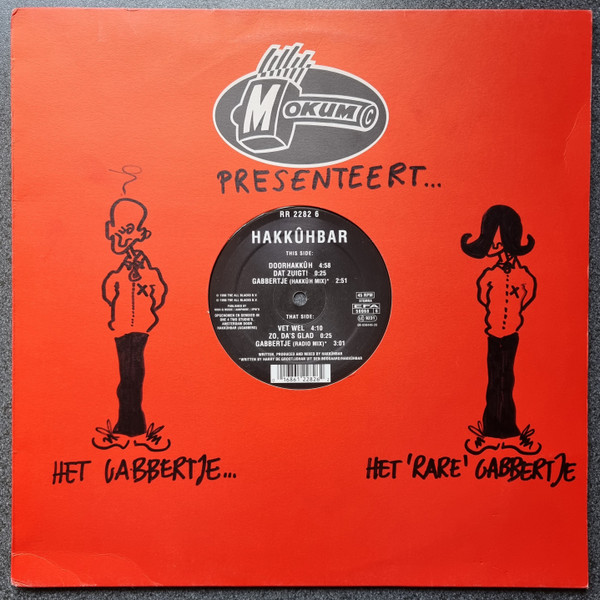 MOKUM ©
PRESENTEERT...
RR 2282 6
HAKKÛHBAR
THIS SIDE:
DOORHAKKÛH 4:58
DAT ZUIGT! 0:25
GABBERTJE (HAKKÛH MIX)* 2:51
45 RPM
STEREO
EFA
THAT SIDE:
VET WEL 4:10
ZO, DA'S GLAD 0:25
GABBERTJE (RADIO MIX)* 3:01
WRITTEN, PRODUCED AND MIXED BY HAKKÛHBAR
HET GABBERTJE...
HET 'RARE' GABBERTJE